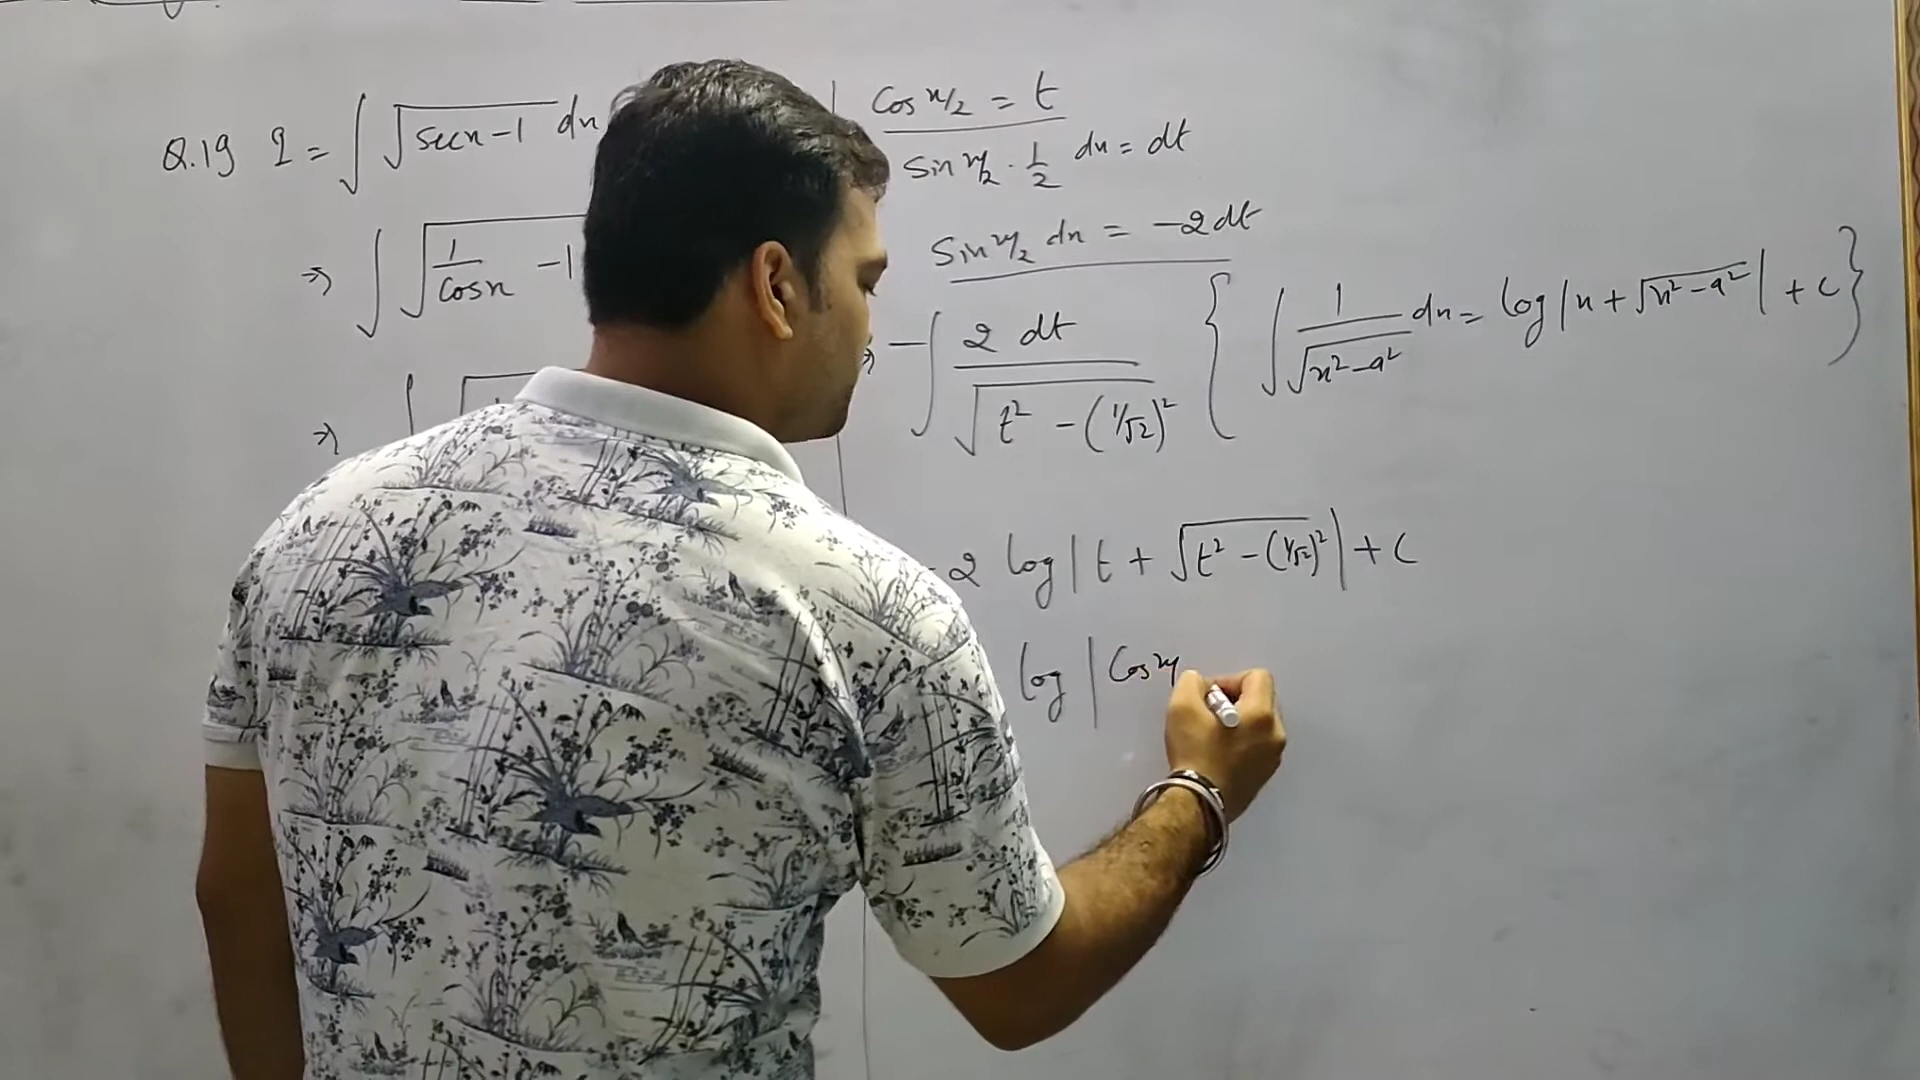 Q.19 I = ∫ √(secx-1) dx
⇒ ∫ √(1/cosx - 1
⇒ ∫ √
Cos x/2 = t
Sin x/2 · 1/2 dx = dt
Sin x/2 dx = -2dt
⇒ -∫ 2 dt / √(t² - (1/√2)²) { ∫ 1/√(x²-a²) dx = log|x + √(x²-a²)| + c }
-2 log|t + √(t² - (1/√2)²)| + c
log | Cos x/